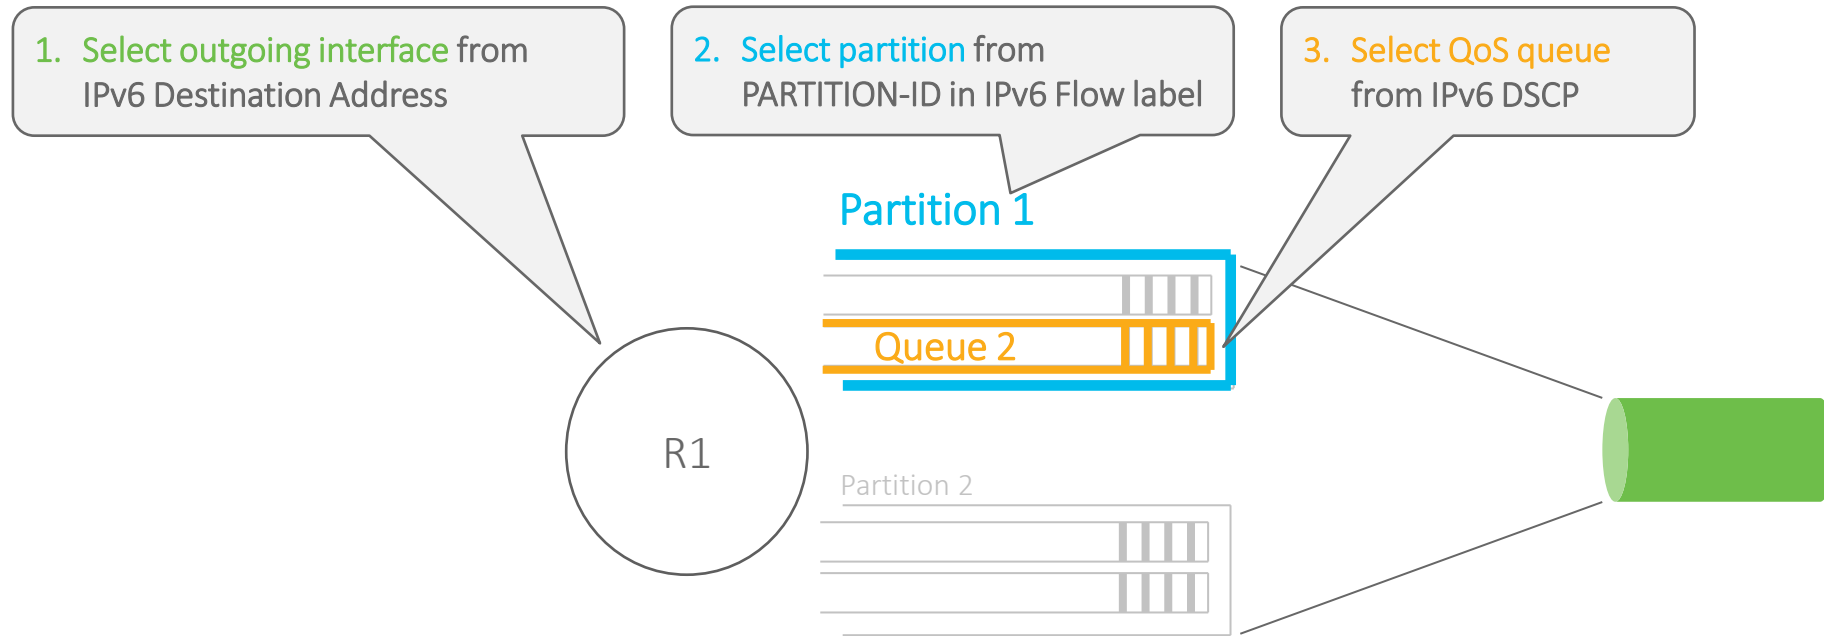 1. Select outgoing interface from
IPv6 Destination Address
2. Select partition from
PARTITION-ID in IPv6 Flow label
3. Select QoS queue
from IPv6 DSCP
Partition 1
Queue 2
R1
Partition 2